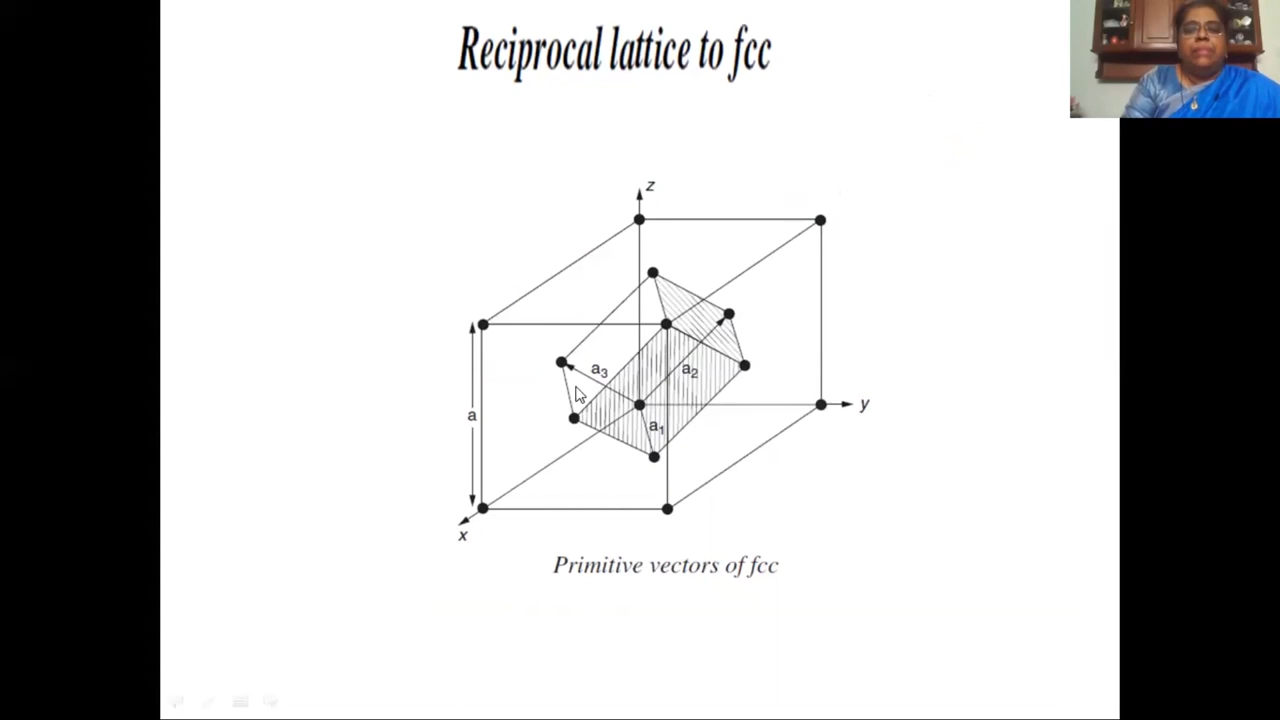 Reciprocal lattice to fcc
z
a₃
a₂
y
a
a₁
x
Primitive vectors of fcc